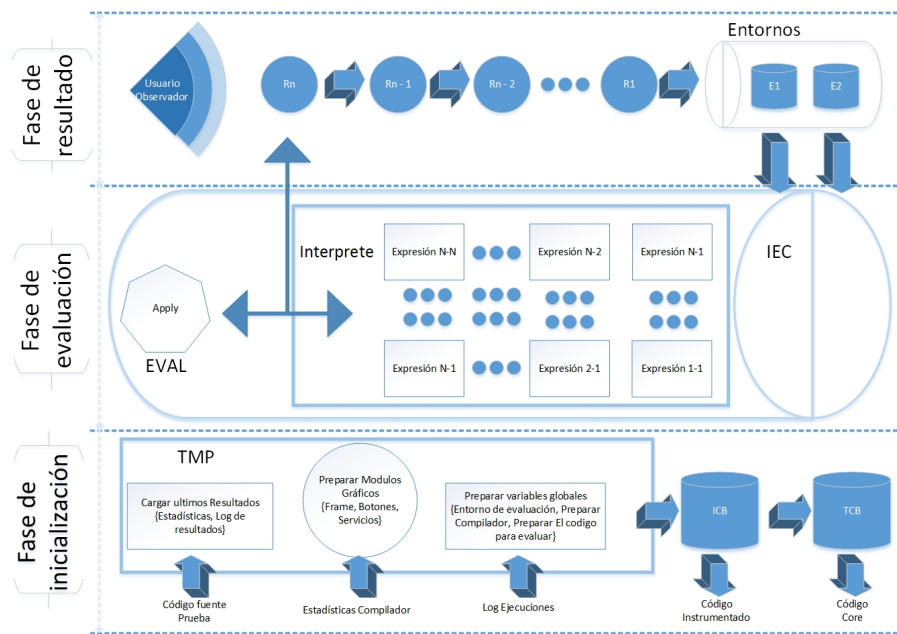 Fase de
resultado
Usuario
Observador
Rn
Rn - 1
Rn - 2
R1
Entornos
E1
E2
Fase de
evaluación
Apply
EVAL
Interprete
Expresión N-N
Expresión N-2
Expresión N-1
Expresión N-1
Expresión 2-1
Expresión 1-1
IEC
Fase de
inicialización
TMP
Cargar ultimos Resultados
{Estadísticas, Log de
resultados}
Preparar Modulos
Gráficos
{Frame, Botones,
Servicios}
Preparar variables globales
{Entorno de evaluación, Preparar
Compilador, Preparar El codigo
para evaluar}
ICB
TCB
Código fuente
Prueba
Estadísticas Compilador
Log Ejecuciones
Código
Instrumentado
Código
Core